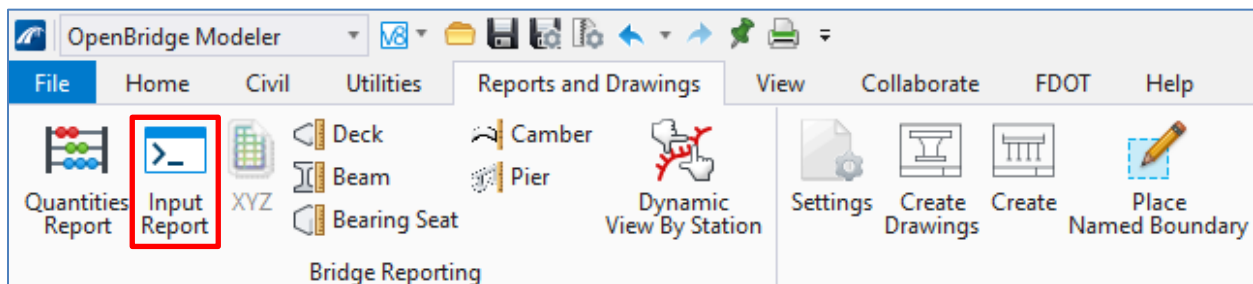 OpenBridge Modeler V8
File Home Civil Utilities Reports and Drawings View Collaborate FDOT Help
Quantities Report
Input Report
XYZ
Deck
Beam
Bearing Seat
Camber
Pier
Dynamic
View By Station
Bridge Reporting
Settings
Create
Drawings
Create
Place
Named Boundary